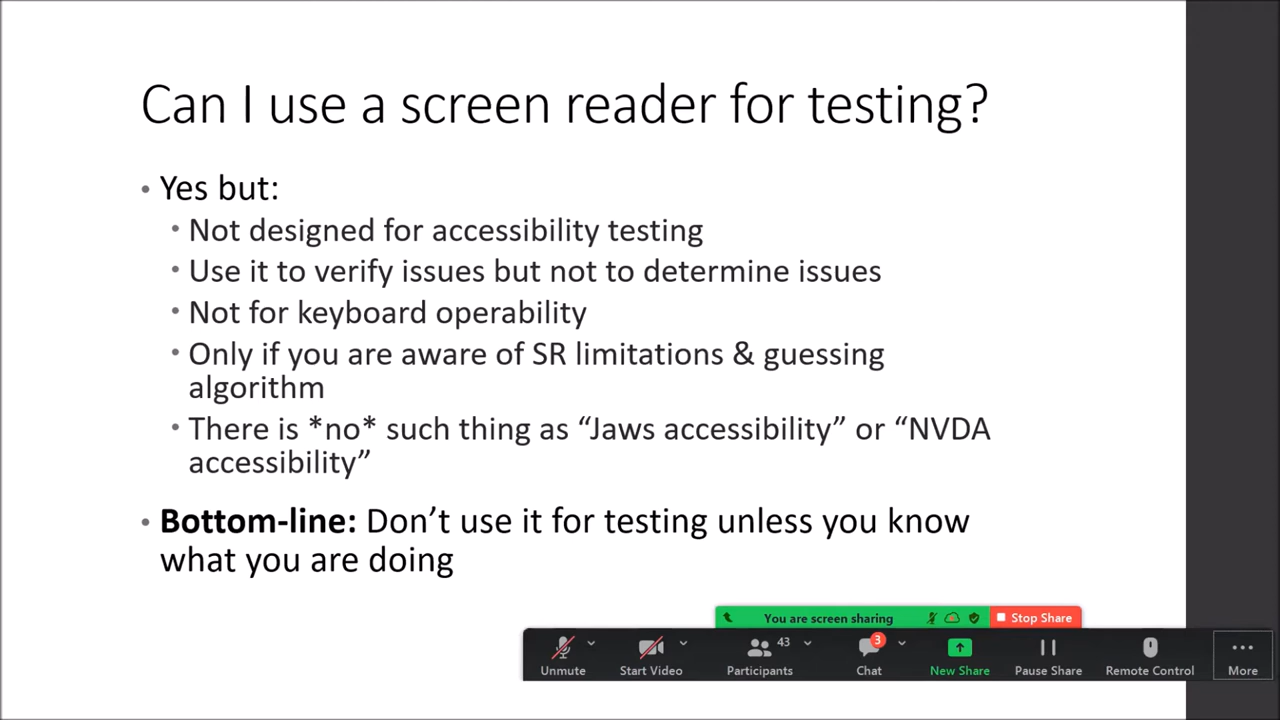 Can I use a screen reader for testing?
• Yes but:
• Not designed for accessibility testing
• Use it to verify issues but not to determine issues
• Not for keyboard operability
• Only if you are aware of SR limitations & guessing
algorithm
• There is *no* such thing as “Jaws accessibility” or “NVDA
accessibility”
• Bottom-line: Don’t use it for testing unless you know
what you are doing
You are screen sharing
Stop Share
43
3
Unmute
Start Video
Participants
Chat
New Share
Pause Share
Remote Control
More